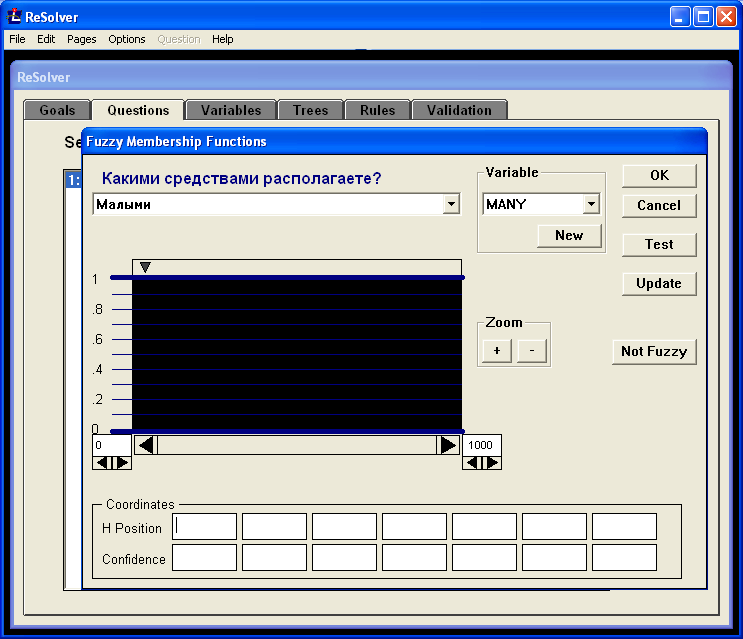 ReSolver
File Edit Pages Options Question Help
ReSolver
Goals Questions Variables Trees Rules Validation
Se
Fuzzy Membership Functions
1:
Какими средствами располагаете?
Малыми
Variable
MANY
New
OK
Cancel
Test
Update
Not Fuzzy
Zoom
+ -
1
.8
.6
.4
.2
0
0
1000
Coordinates
H Position
Confidence